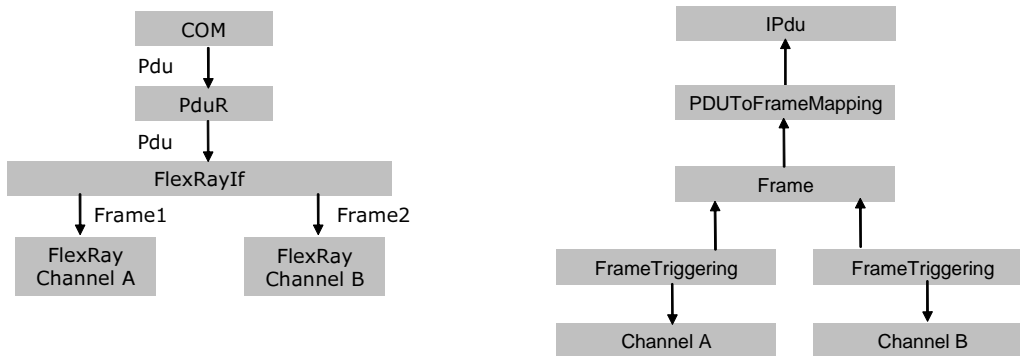 COM
Pdu
PduR
Pdu
FlexRayIf
Frame1
Frame2
FlexRay
Channel A
FlexRay
Channel B
IPdu
PDUToFrameMapping
Frame
FrameTriggering
FrameTriggering
Channel A
Channel B